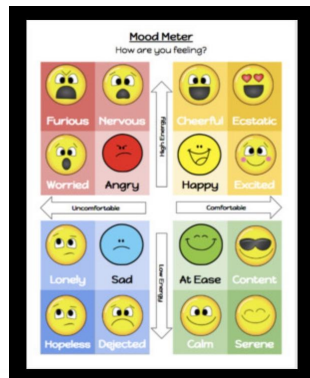 Mood Meter
How are you feeling?
Furious Nervous Cheerful Ecstatic
High Energy
Worried Angry Happy Excited
Uncomfortable Comfortable
Lonely Sad At Ease Content
Low Energy
Hopeless Dejected Calm Serene